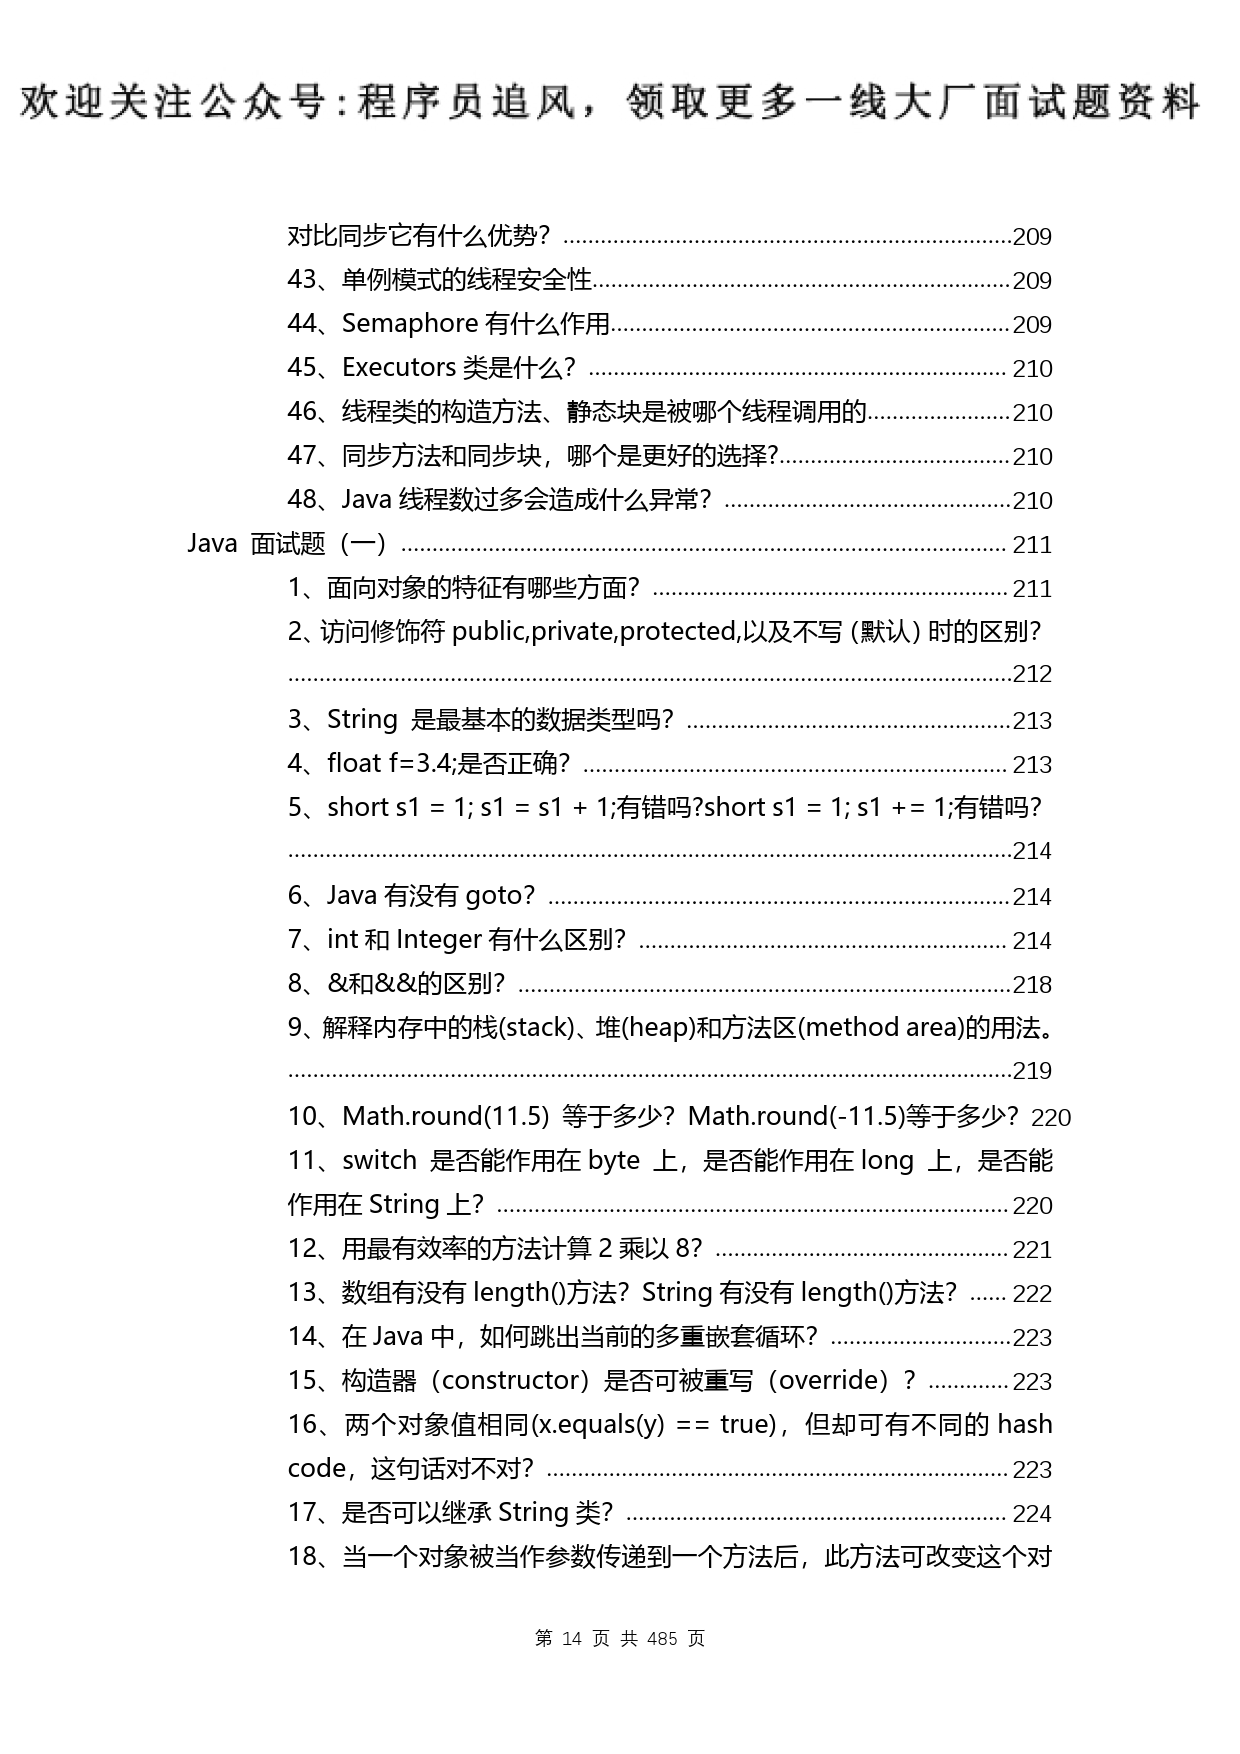 欢迎关注公众号:程序员追风，领取更多一线大厂面试题资料
对比同步它有什么优势？........................................................................209
43、单例模式的线程安全性...................................................................209
44、Semaphore 有什么作用................................................................209
45、Executors 类是什么？................................................................... 210
46、线程类的构造方法、静态块是被哪个线程调用的.......................210
47、同步方法和同步块，哪个是更好的选择?.....................................210
48、Java 线程数过多会造成什么异常？..............................................210
Java 面试题（一）................................................................................................. 211
1、面向对象的特征有哪些方面？......................................................... 211
2、访问修饰符 public,private,protected,以及不写（默认）时的区别？
....................................................................................................................212
3、String 是最基本的数据类型吗？....................................................213
4、float f=3.4;是否正确？.................................................................... 213
5、short s1 = 1; s1 = s1 + 1;有错吗?short s1 = 1; s1 += 1;有错吗？
....................................................................................................................214
6、Java 有没有 goto？..........................................................................214
7、int 和 Integer 有什么区别？........................................................... 214
8、&和&&的区别？...............................................................................218
9、解释内存中的栈(stack)、堆(heap)和方法区(method area)的用法。
....................................................................................................................219
10、Math.round(11.5) 等于多少？Math.round(-11.5)等于多少？220
11、switch 是否能作用在 byte 上，是否能作用在 long 上，是否能
作用在 String 上？.................................................................................. 220
12、用最有效率的方法计算 2 乘以 8？............................................... 221
13、数组有没有 length()方法？String 有没有 length()方法？...... 222
14、在 Java 中，如何跳出当前的多重嵌套循环？.............................223
15、构造器（constructor）是否可被重写（override）？.............223
16、两个对象值相同(x.equals(y) == true)，但却可有不同的 hash
code，这句话对不对？.......................................................................... 223
17、是否可以继承 String 类？............................................................. 224
18、当一个对象被当作参数传递到一个方法后，此方法可改变这个对
第 14 页 共 485 页